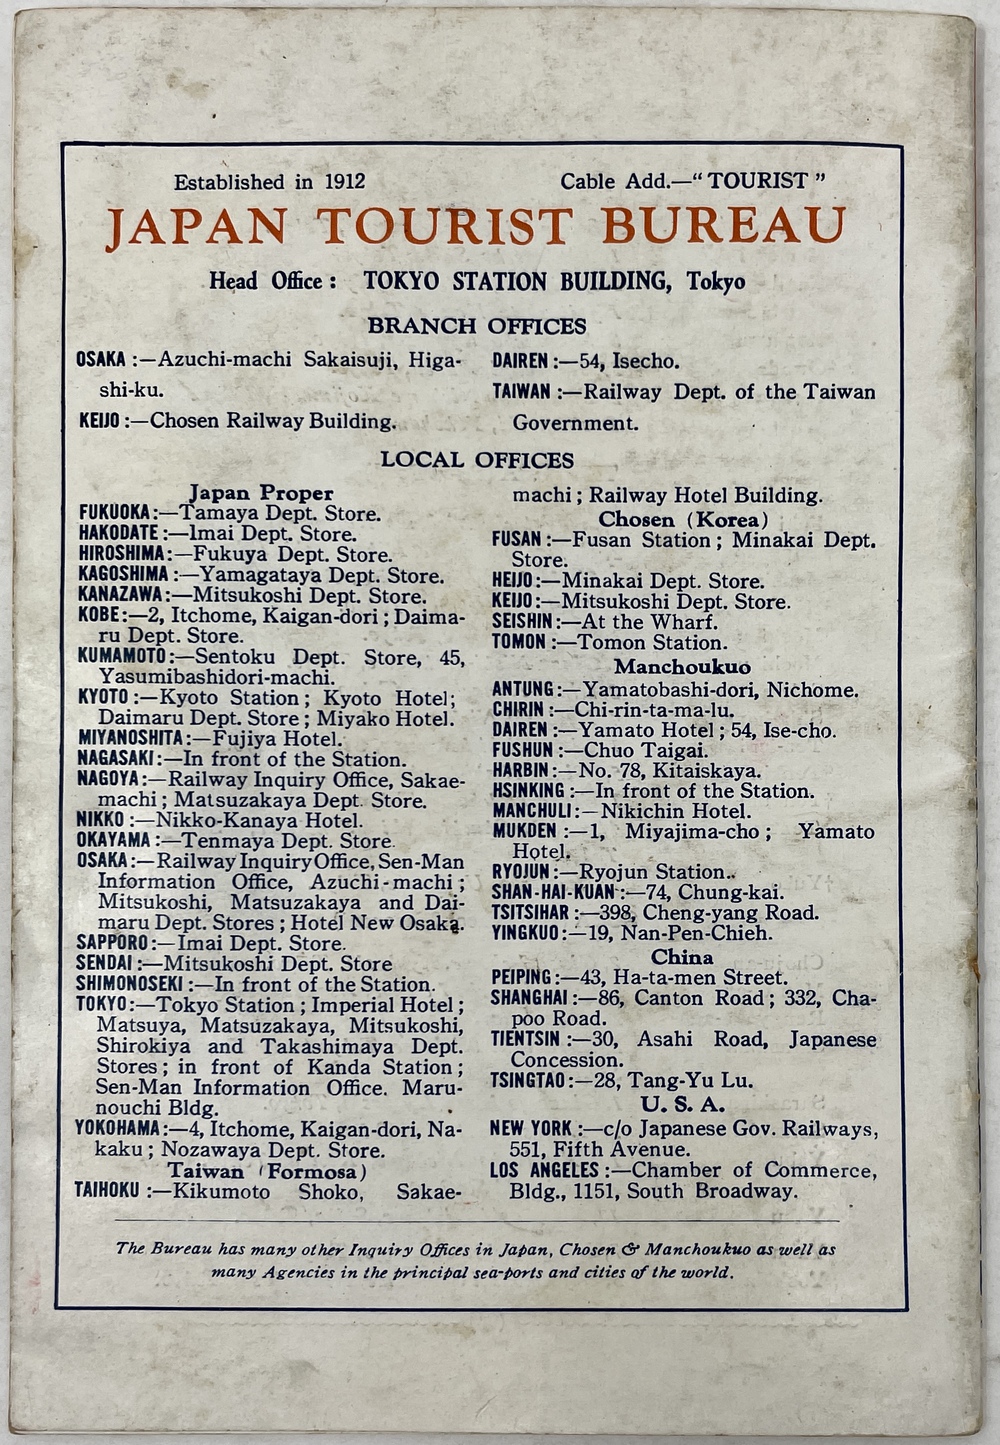 Established in 1912
Cable Add.—“TOURIST”
JAPAN TOURIST BUREAU
Head Office: TOKYO STATION BUILDING, Tokyo
BRANCH OFFICES
OSAKA:—Azuchi-machi Sakaisuji, Higa-
shi-ku.
KEIJO:—Chosen Railway Building.
DAIREN:—54, Isecho.
TAIWAN:—Railway Dept. of the Taiwan
Government.
LOCAL OFFICES
Japan Proper
FUKUOKA:—Tamaya Dept. Store.
HAKODATE:—Imai Dept. Store.
HIROSHIMA:—Fukuya Dept. Store.
KAGOSHIMA:—Yamagataya Dept. Store.
KANAZAWA:—Mitsukoshi Dept. Store.
KOBE:—2, Itchome, Kaigan-dori; Daima-
ru Dept. Store.
KUMAMOTO:—Sentoku Dept. Store, 45,
Yasumibashidori-machi.
KYOTO:—Kyoto Station; Kyoto Hotel;
Daimaru Dept. Store; Miyako Hotel.
MIYANOSHITA:—Fujiya Hotel.
NAGASAKI:—In front of the Station.
NAGOYA:—Railway Inquiry Office, Sakae-
machi; Matsuzakaya Dept. Store.
NIKKO:—Nikko-Kanaya Hotel.
OKAYAMA:—Tenmaya Dept. Store.
OSAKA:—Railway Inquiry Office, Sen-Man
Information Office, Azuchi-machi;
Mitsukoshi, Matsuzakaya and Dai-
maru Dept. Stores; Hotel New Osaka.
SAPPORO:—Imai Dept. Store.
SENDAI:—Mitsukoshi Dept. Store
SHIMONOSEKI:—In front of the Station.
TOKYO:—Tokyo Station; Imperial Hotel;
Matsuya, Matsuzakaya, Mitsukoshi,
Shirokiya and Takashimaya Dept.
Stores; in front of Kanda Station;
Sen-Man Information Office. Maru-
nouchi Bldg.
YOKOHAMA:—4, Itchome, Kaigan-dori, Na-
kaku; Nozawaya Dept. Store.
Taiwan (Formosa)
TAIHOKU:—Kikumoto Shoko, Sakae-
machi; Railway Hotel Building.
Chosen (Korea)
FUSAN:—Fusan Station; Minakai Dept.
Store.
HEIJO:—Minakai Dept. Store.
KEIJO:—Mitsukoshi Dept. Store.
SEISHIN:—At the Wharf.
TOMON:—Tomon Station.
Manchoukuo
ANTUNG:—Yamatobashi-dori, Nichome.
CHIRIN:—Chi-rin-ta-ma-lu.
DAIREN:—Yamato Hotel; 54, Ise-cho.
FUSHUN:—Chuo Taigai.
HARBIN:—No. 78, Kitaiskaya.
HSINKING:—In front of the Station.
MANCHULI:—Nikichin Hotel.
MUKDEN:—1, Miyajima-cho; Yamato
Hotel.
RYOJUN:—Ryojun Station.
SHAN-HAI-KUAN:—74, Chung-kai.
TSITSIHAR:—398, Cheng-yang Road.
YINGKUO:—19, Nan-Pen-Chieh.
China
PEIPING:—43, Ha-ta-men Street.
SHANGHAI:—86, Canton Road; 332, Cha-
poo Road.
TIENTSIN:—30, Asahi Road, Japanese
Concession.
TSINGTAO:—28, Tang-Yu Lu.
U. S. A.
NEW YORK:—c/o Japanese Gov. Railways,
551, Fifth Avenue.
LOS ANGELES:—Chamber of Commerce,
Bldg., 1151, South Broadway.
The Bureau has many other Inquiry Offices in Japan, Chosen & Manchoukuo as well as
many Agencies in the principal sea-ports and cities of the world.